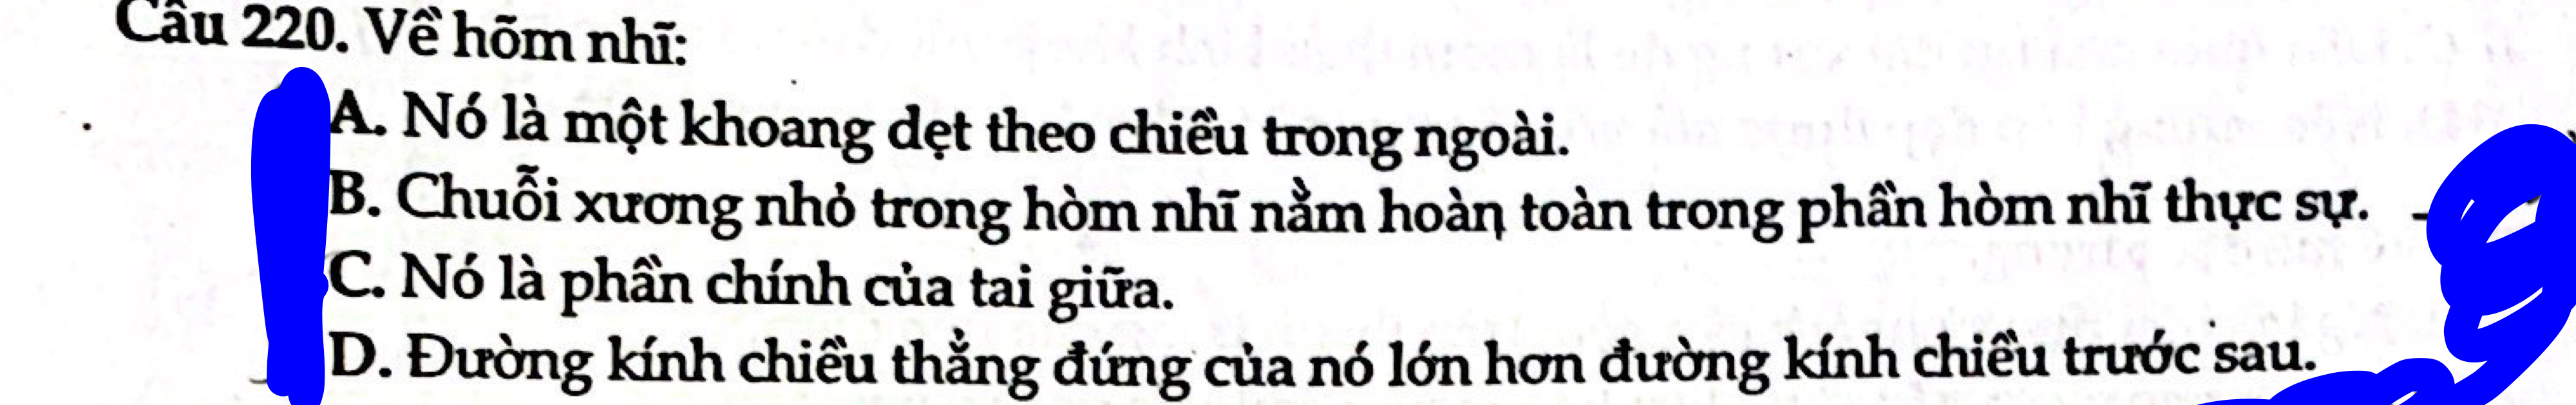 Câu 220. Về hõm nhĩ:
A. Nó là một khoang dẹt theo chiều trong ngoài.
B. Chuỗi xương nhỏ trong hòm nhĩ nằm hoàn toàn trong phần hòm nhĩ thực sự.
C. Nó là phần chính của tai giữa.
D. Đường kính chiều thẳng đứng của nó lớn hơn đường kính chiều trước sau.